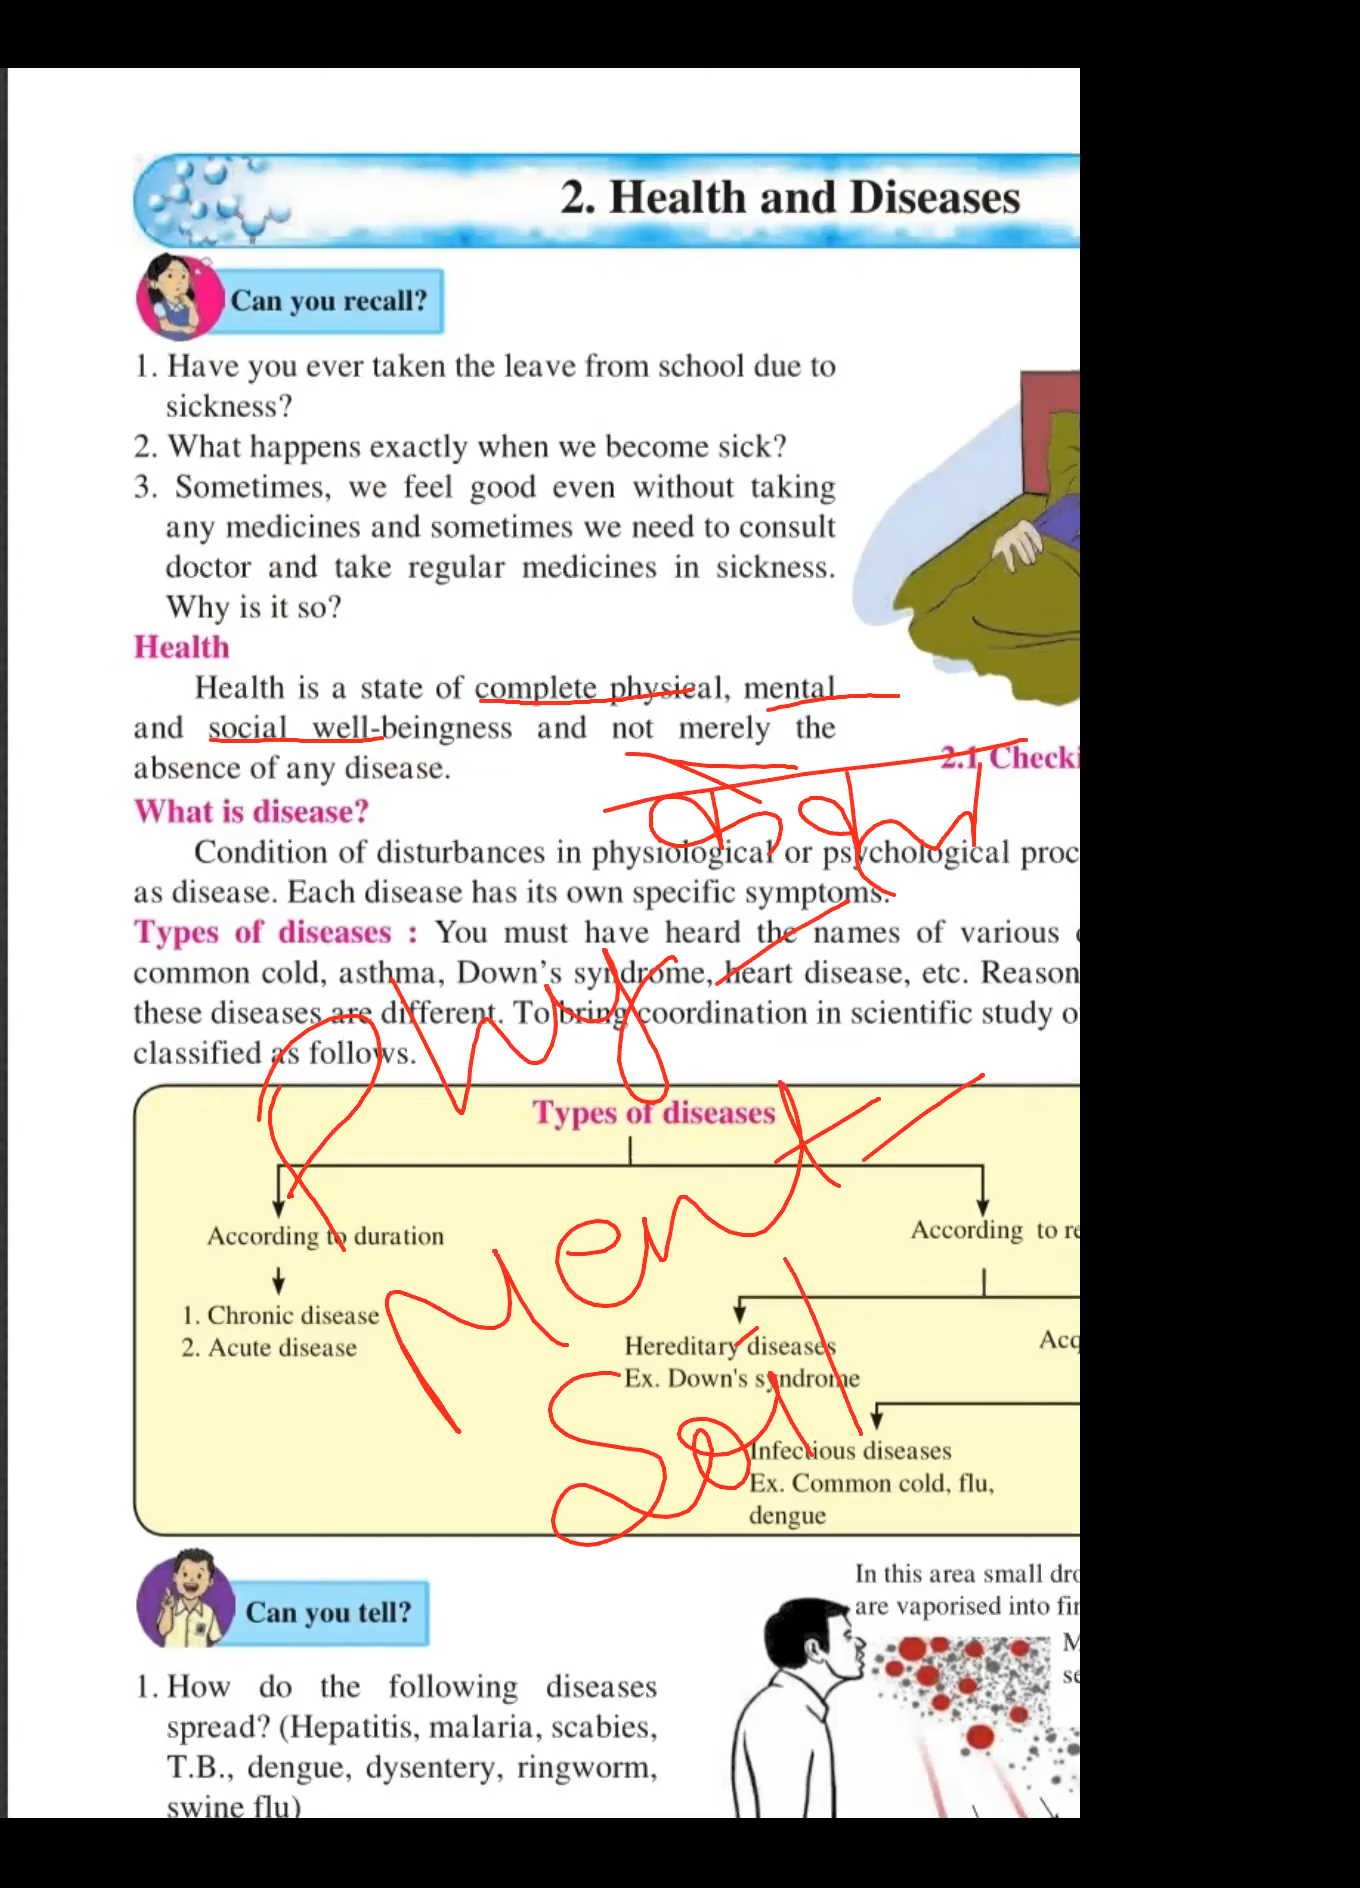 2. Health and Diseases
Can you recall?
1. Have you ever taken the leave from school due to
sickness?
2. What happens exactly when we become sick?
3. Sometimes, we feel good even without taking
any medicines and sometimes we need to consult
doctor and take regular medicines in sickness.
Why is it so?
Health
Health is a state of complete physical, mental
and social well-beingness and not merely the
absence of any disease.
2.1 Checki
What is disease?
Condition of disturbances in physiological or psychological proc
as disease. Each disease has its own specific symptoms.
Types of diseases : You must have heard the names of various
common cold, asthma, Down's syndrome, heart disease, etc. Reason
these diseases are different. To bring coordination in scientific study o
classified as follows.
Phy
Types of diseases
According to duration
According to re
Ment
1. Chronic disease
2. Acute disease
Hereditary diseases
Ex. Down's syndrome
Acq
Infectious diseases
Ex. Common cold, flu,
dengue
Can you tell?
1. How do the following diseases
spread? (Hepatitis, malaria, scabies,
T.B., dengue, dysentery, ringworm,
swine flu)
In this area small dro
are vaporised into fin
M
se